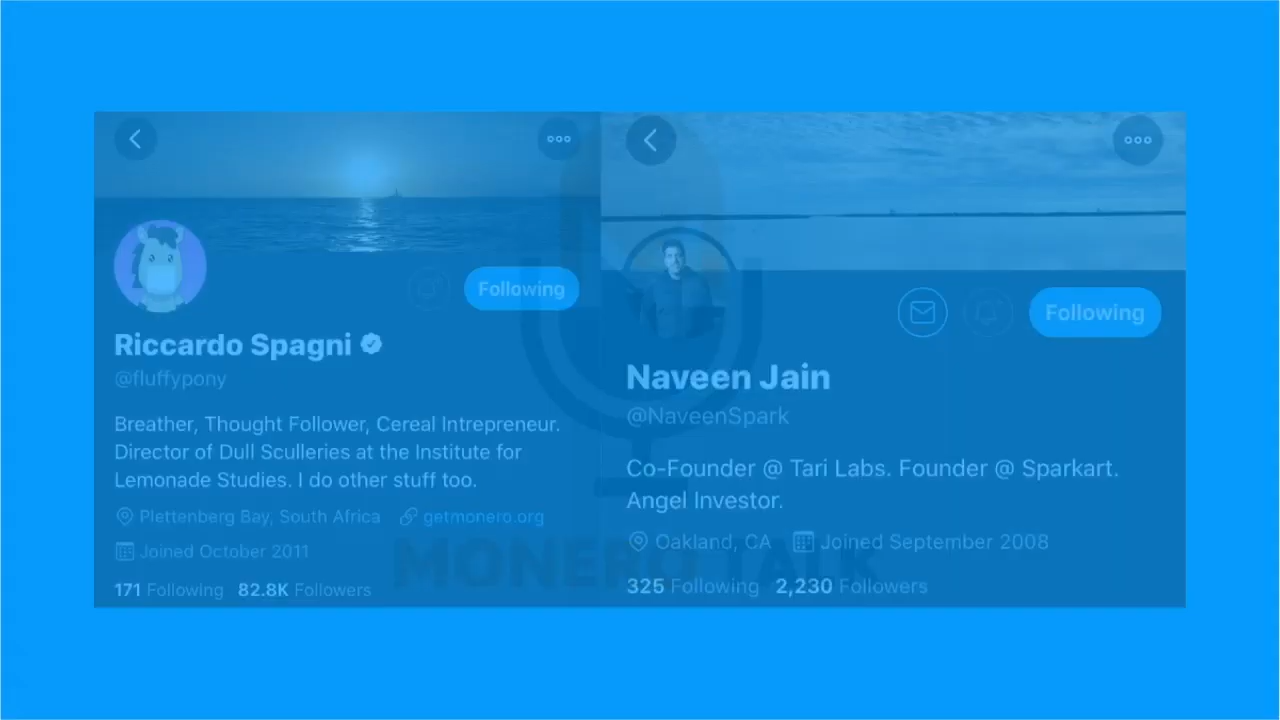 Following
Riccardo Spagni
@fluffypony
Breather, Thought Follower, Cereal Intrepreneur.
Director of Dull Sculleries at the Institute for
Lemonade Studies. I do other stuff too.
Plettenberg Bay, South Africa getmonero.org
Joined October 2011
171 Following 82.8K Followers
Following
Naveen Jain
@NaveenSpark
Co-Founder @ Tari Labs. Founder @ Sparkart.
Angel Investor.
Oakland, CA Joined September 2008
325 Following 2,230 Followers
MONERO TALK